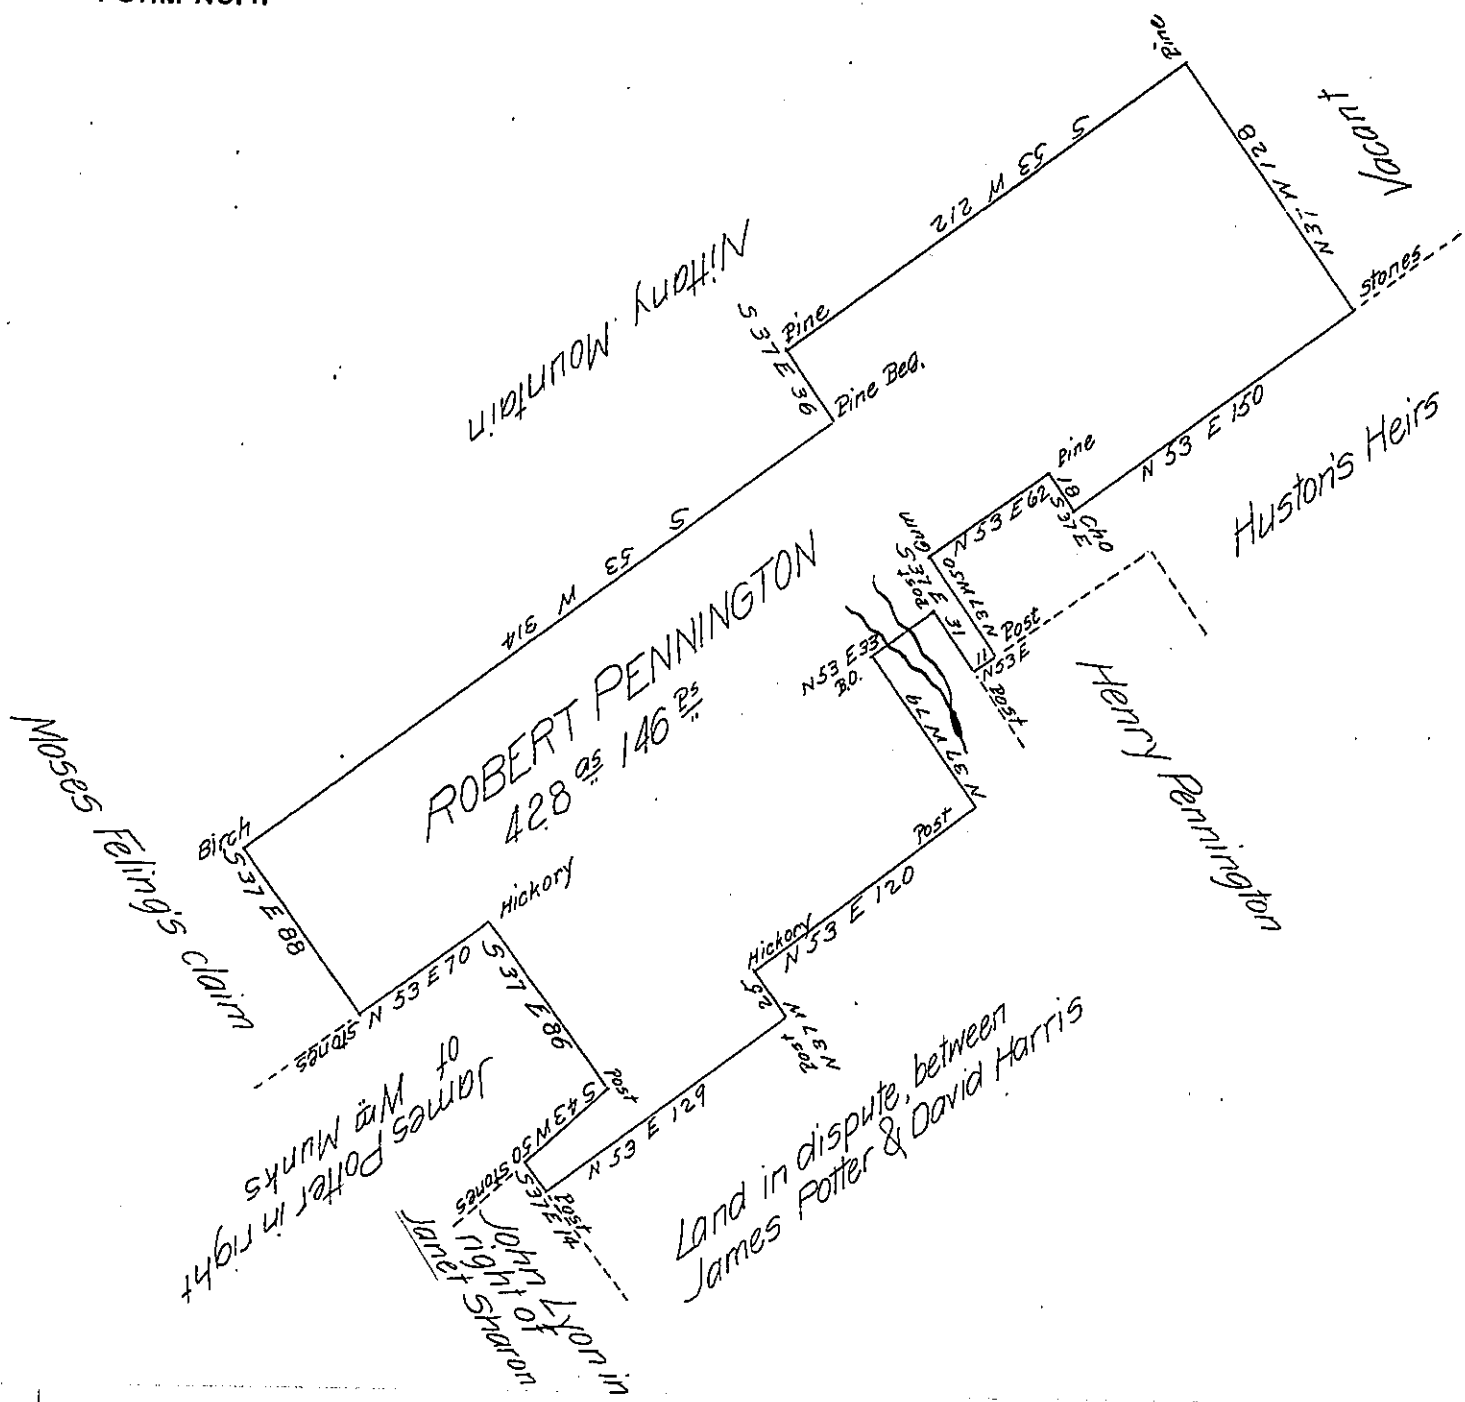 Pine
Vacant
S 53 W 212
N 37 W 128
stones
Nittany Mountain
S 37 E 36
Pine
Pine Beg.
N 53 E 150
Huston's Heirs
Pine
18
S 37 E
Cho
N 53 E 62
Gum
N 37 W 50
Post
11
N 53 E
Post
S 37 E 31
Post
N 53 E 33
B.O.
N 37 W 79
Henry Pennington
S 53 W 314
ROBERT PENNINGTON
428 as 146 Ps
Moses Feling's claim
Birch
S 37 E 88
Stones
N 53 E 70
Hickory
S 37 E 86
Post
S 43 W 50
Stones
S 37 E 14
Post
N 53 E 129
Post
N 37 W
25
Hickory
N 53 E 120
Post
James Potter in right
of Wm Munks
John Lyon in
right of
Janet Sharon
Land in dispute, between
James Potter & David Harris